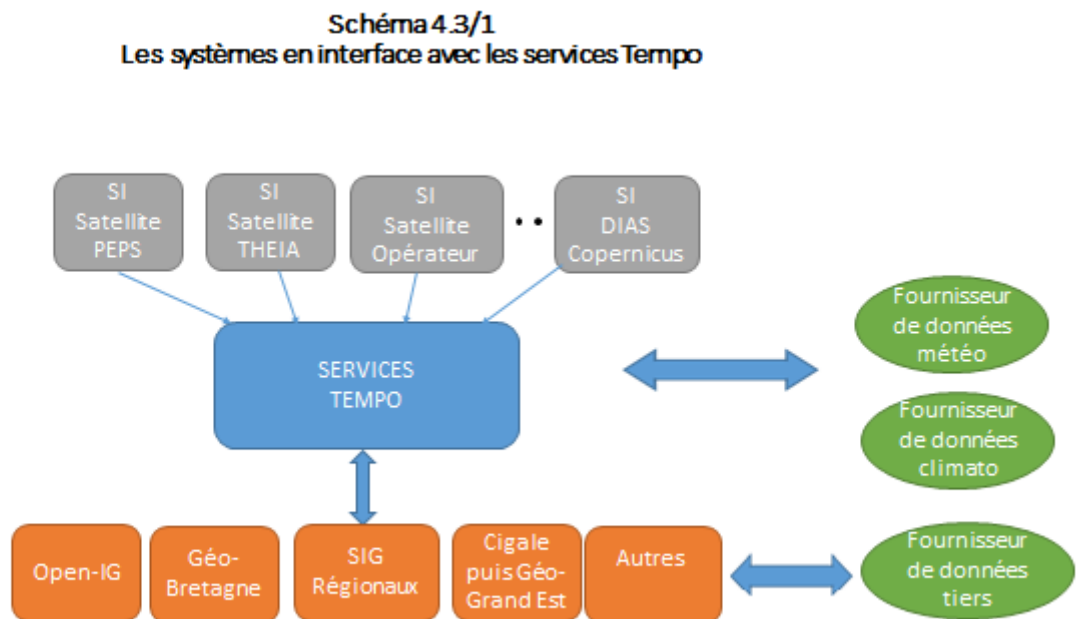 Schéma 4.3/1
Les systèmes en interface avec les services Tempo
SI
Satellite
PEPS
SI
Satellite
THEIA
SI
Satellite
Opérateur
• •
SI
DIAS
Copernicus
Fournisseur
de données
météo
SERVICES
TEMPO
Fournisseur
de données
climato
Open-IG
Géo-
Bretagne
SIG
Régionaux
Cigale
puis Géo-
Grand Est
Autres
Fournisseur
de données
tiers